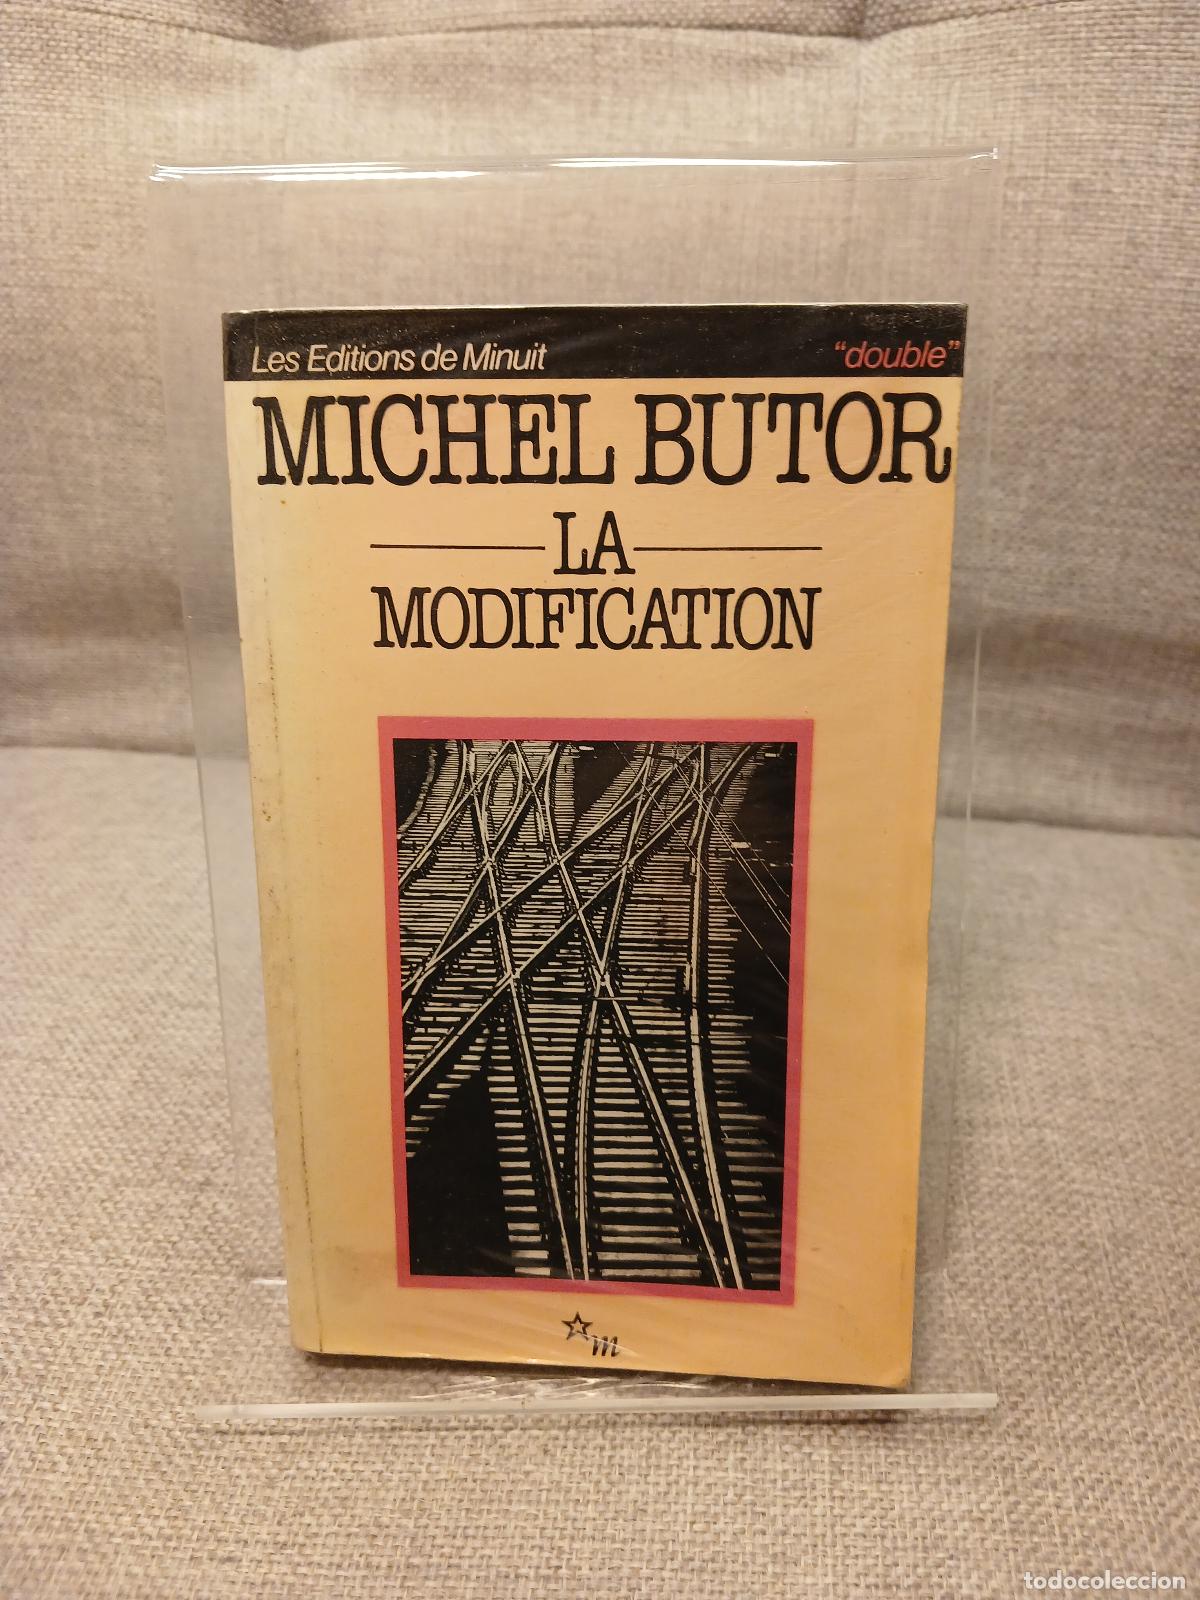 Les Editions de Minuit "double"
MICHEL BUTOR
LA
MODIFICATION
m
todocoleccion